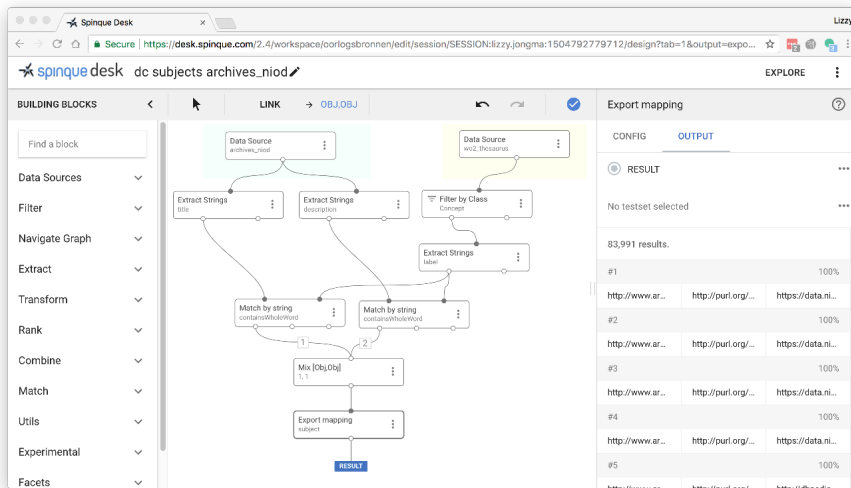 Spinque Desk
Lizzy
Secure | https://desk.spinque.com/2.4/workspace/oorlogsbronnen/edit/session/SESSION:lizzy.jongma:1504792779712/design?tab=1&output=expo...
spinque desk dc subjects archives_niod
EXPLORE
BUILDING BLOCKS
LINK → OBJ,OBJ
Export mapping
Find a block
Data Sources
Filter
Navigate Graph
Extract
Transform
Rank
Combine
Match
Utils
Experimental
Facets
Data Source
archives_niod
Data Source
wo2_thesaurus
Extract Strings
title
Extract Strings
description
Filter by Class
Concept
Extract Strings
label
Match by string
containsWholeWord
Match by string
containsWholeWord
1
2
Mix [Obj,Obj]
1, 1
Export mapping
subject
RESULT
CONFIG
OUTPUT
RESULT
No testset selected
83,991 results.
#1 100%
http://www.ar... http://purl.org/... https://data.ni...
#2 100%
http://www.ar... http://purl.org/... https://data.ni...
#3 100%
http://www.ar... http://purl.org/... https://data.ni...
#4 100%
http://www.ar... http://purl.org/... https://data.ni...
#5 100%